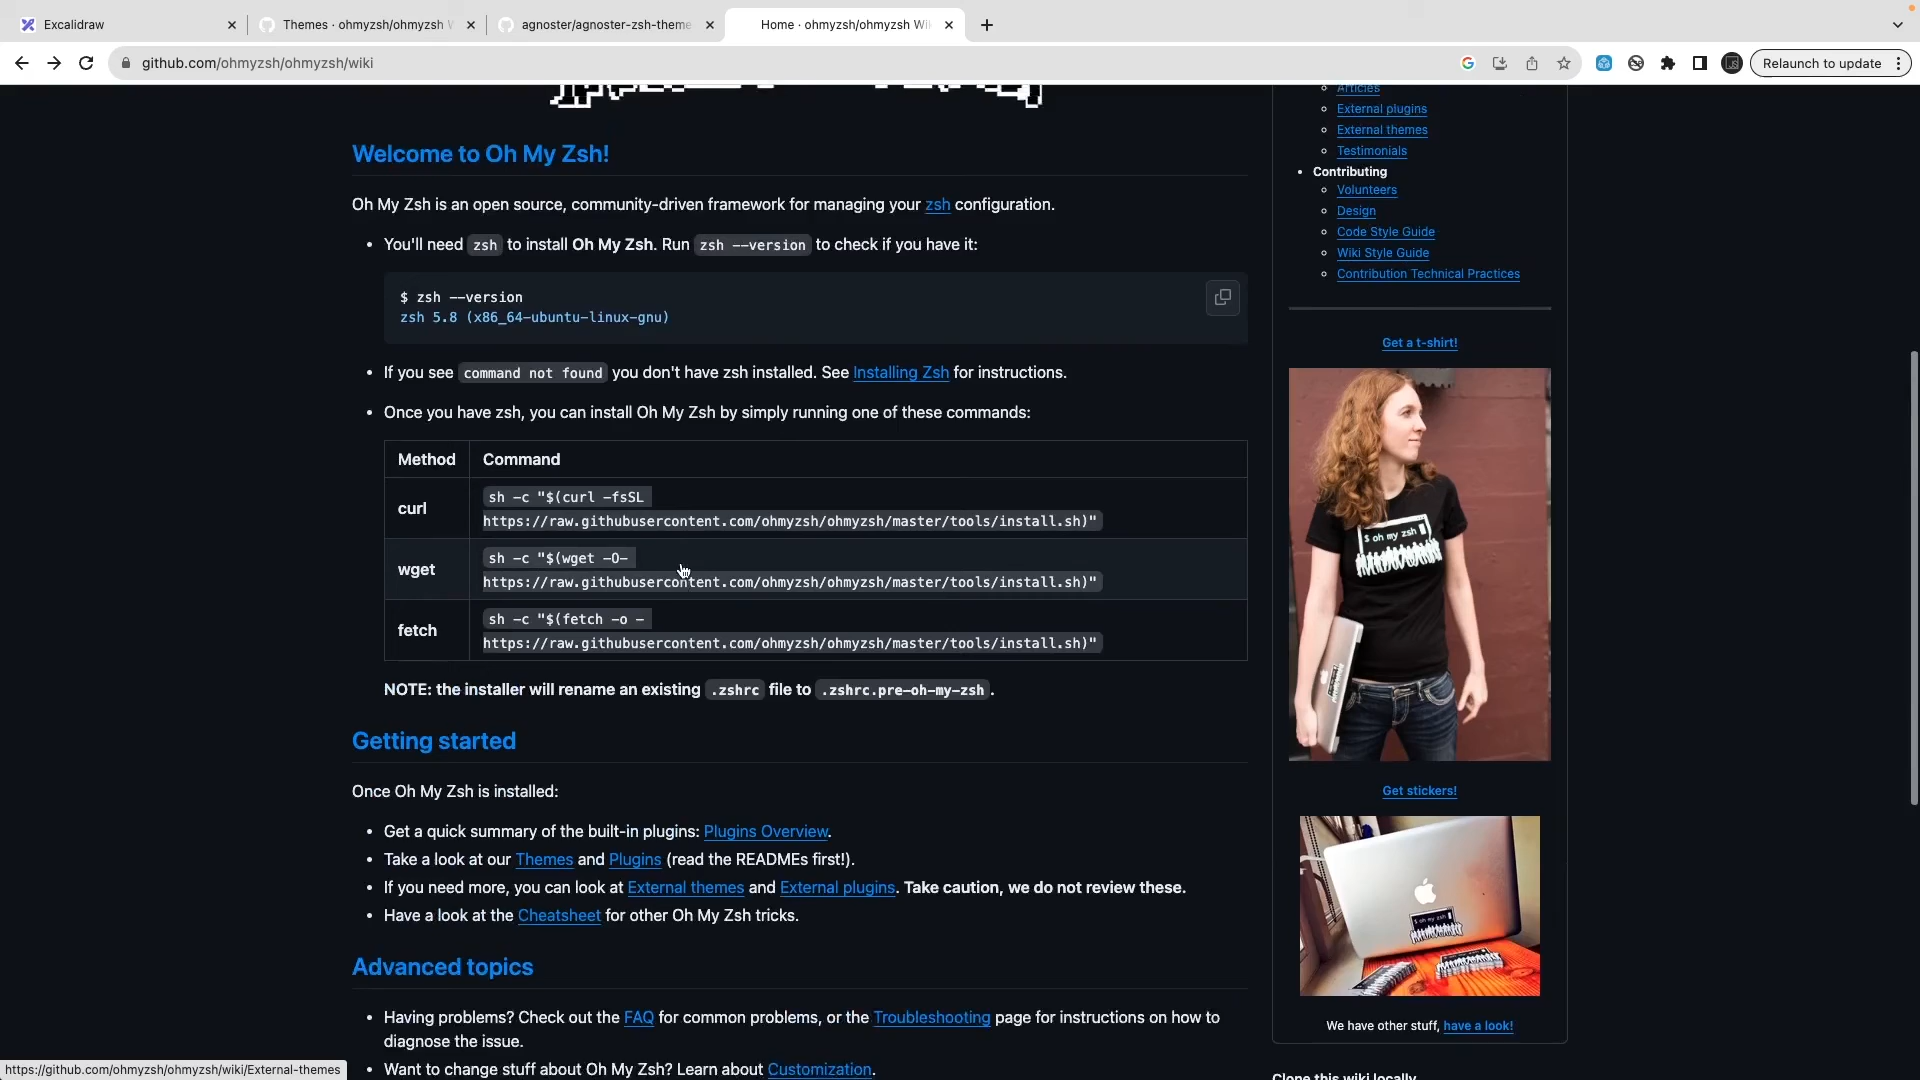 Excalidraw
Themes · ohmyzsh/ohmyzsh W
agnoster/agnoster-zsh-theme
Home · ohmyzsh/ohmyzsh Wi
github.com/ohmyzsh/ohmyzsh/wiki
Relaunch to update
Welcome to Oh My Zsh!
Oh My Zsh is an open source, community-driven framework for managing your zsh configuration.
• You'll need zsh to install Oh My Zsh. Run zsh --version to check if you have it:
$ zsh --version
zsh 5.8 (x86_64-ubuntu-linux-gnu)
• If you see command not found you don't have zsh installed. See Installing Zsh for instructions.
• Once you have zsh, you can install Oh My Zsh by simply running one of these commands:
Method Command
curl sh -c "$(curl -fsSL
https://raw.githubusercontent.com/ohmyzsh/ohmyzsh/master/tools/install.sh)"
wget sh -c "$(wget -O-
https://raw.githubusercontent.com/ohmyzsh/ohmyzsh/master/tools/install.sh)"
fetch sh -c "$(fetch -o -
https://raw.githubusercontent.com/ohmyzsh/ohmyzsh/master/tools/install.sh)"
NOTE: the installer will rename an existing .zshrc file to .zshrc.pre-oh-my-zsh.
Getting started
Once Oh My Zsh is installed:
• Get a quick summary of the built-in plugins: Plugins Overview.
• Take a look at our Themes and Plugins (read the READMEs first!).
• If you need more, you can look at External themes and External plugins. Take caution, we do not review these.
• Have a look at the Cheatsheet for other Oh My Zsh tricks.
Advanced topics
• Having problems? Check out the FAQ for common problems, or the Troubleshooting page for instructions on how to
diagnose the issue.
• Want to change stuff about Oh My Zsh? Learn about Customization.
Articles
External plugins
External themes
Testimonials
• Contributing
Volunteers
Design
Code Style Guide
Wiki Style Guide
Contribution Technical Practices
Get a t-shirt!
$ oh my zsh
Get stickers!
$ oh my zsh
We have other stuff, have a look!
Clone this wiki locally
https://github.com/ohmyzsh/ohmyzsh/wiki/External-themes